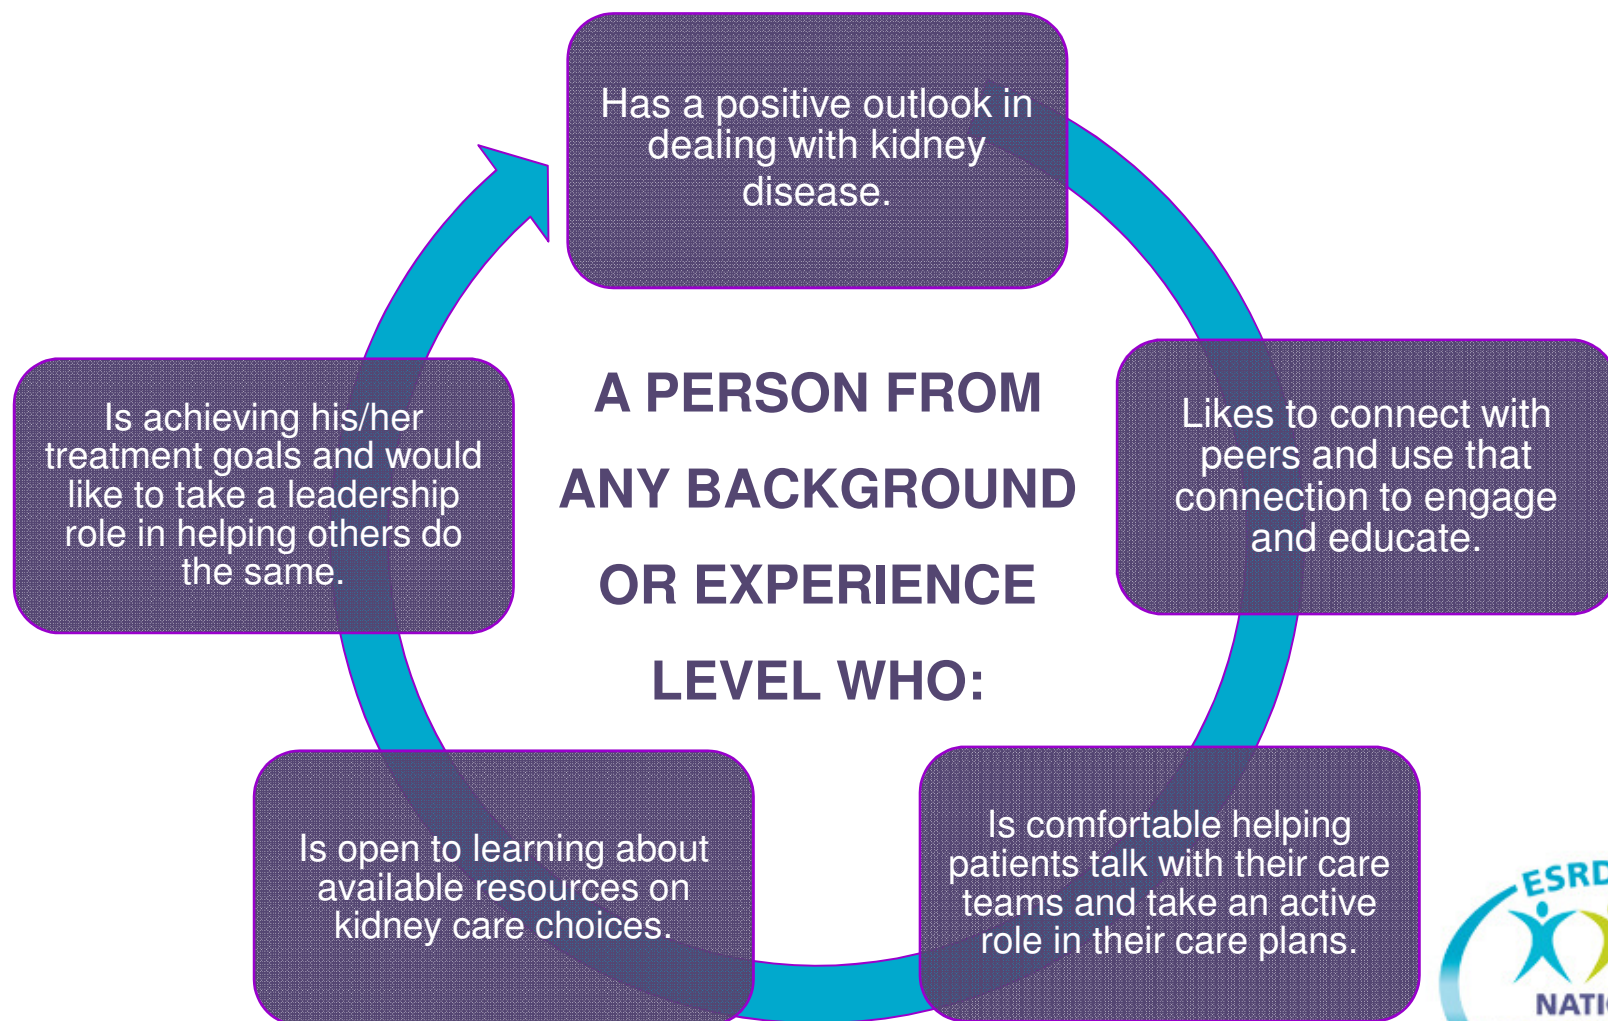 Has a positive outlook in
dealing with kidney
disease.
A PERSON FROM
ANY BACKGROUND
OR EXPERIENCE
LEVEL WHO:
Likes to connect with
peers and use that
connection to engage
and educate.
Is comfortable helping
patients talk with their care
teams and take an active
role in their care plans.
Is open to learning about
available resources on
kidney care choices.
Is achieving his/her
treatment goals and would
like to take a leadership
role in helping others do
the same.
ESRD